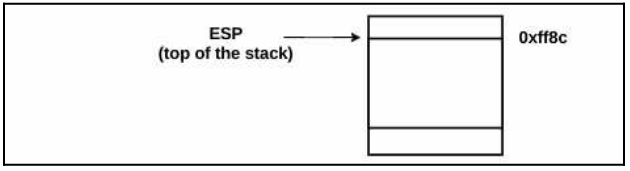 ESP
(top of the stack)
0xff8c